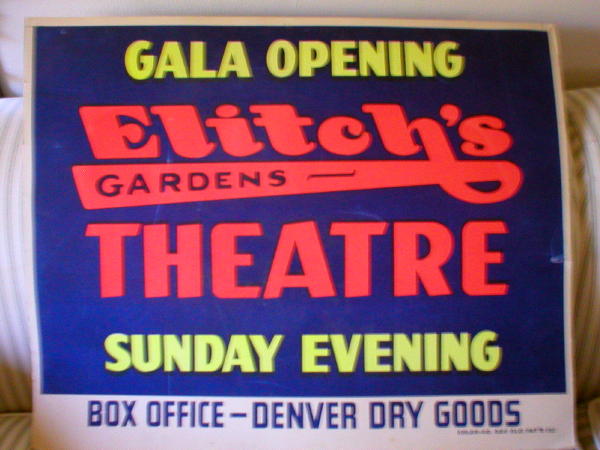 GALA OPENING
Elitch's
GARDENS
THEATRE
SUNDAY EVENING
BOX OFFICE – DENVER DRY GOODS